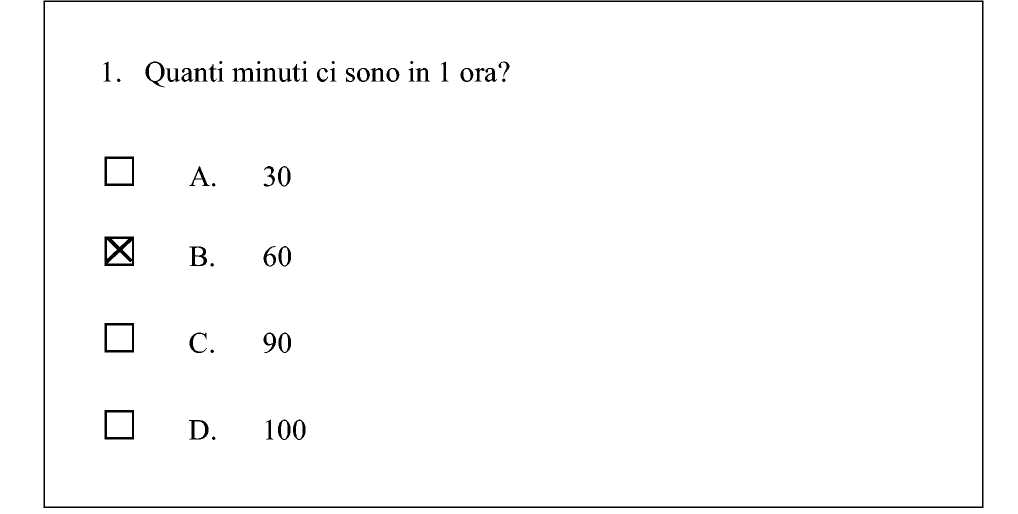 1. Quanti minuti ci sono in 1 ora?
☐ A. 30
☒ B. 60
☐ C. 90
☐ D. 100